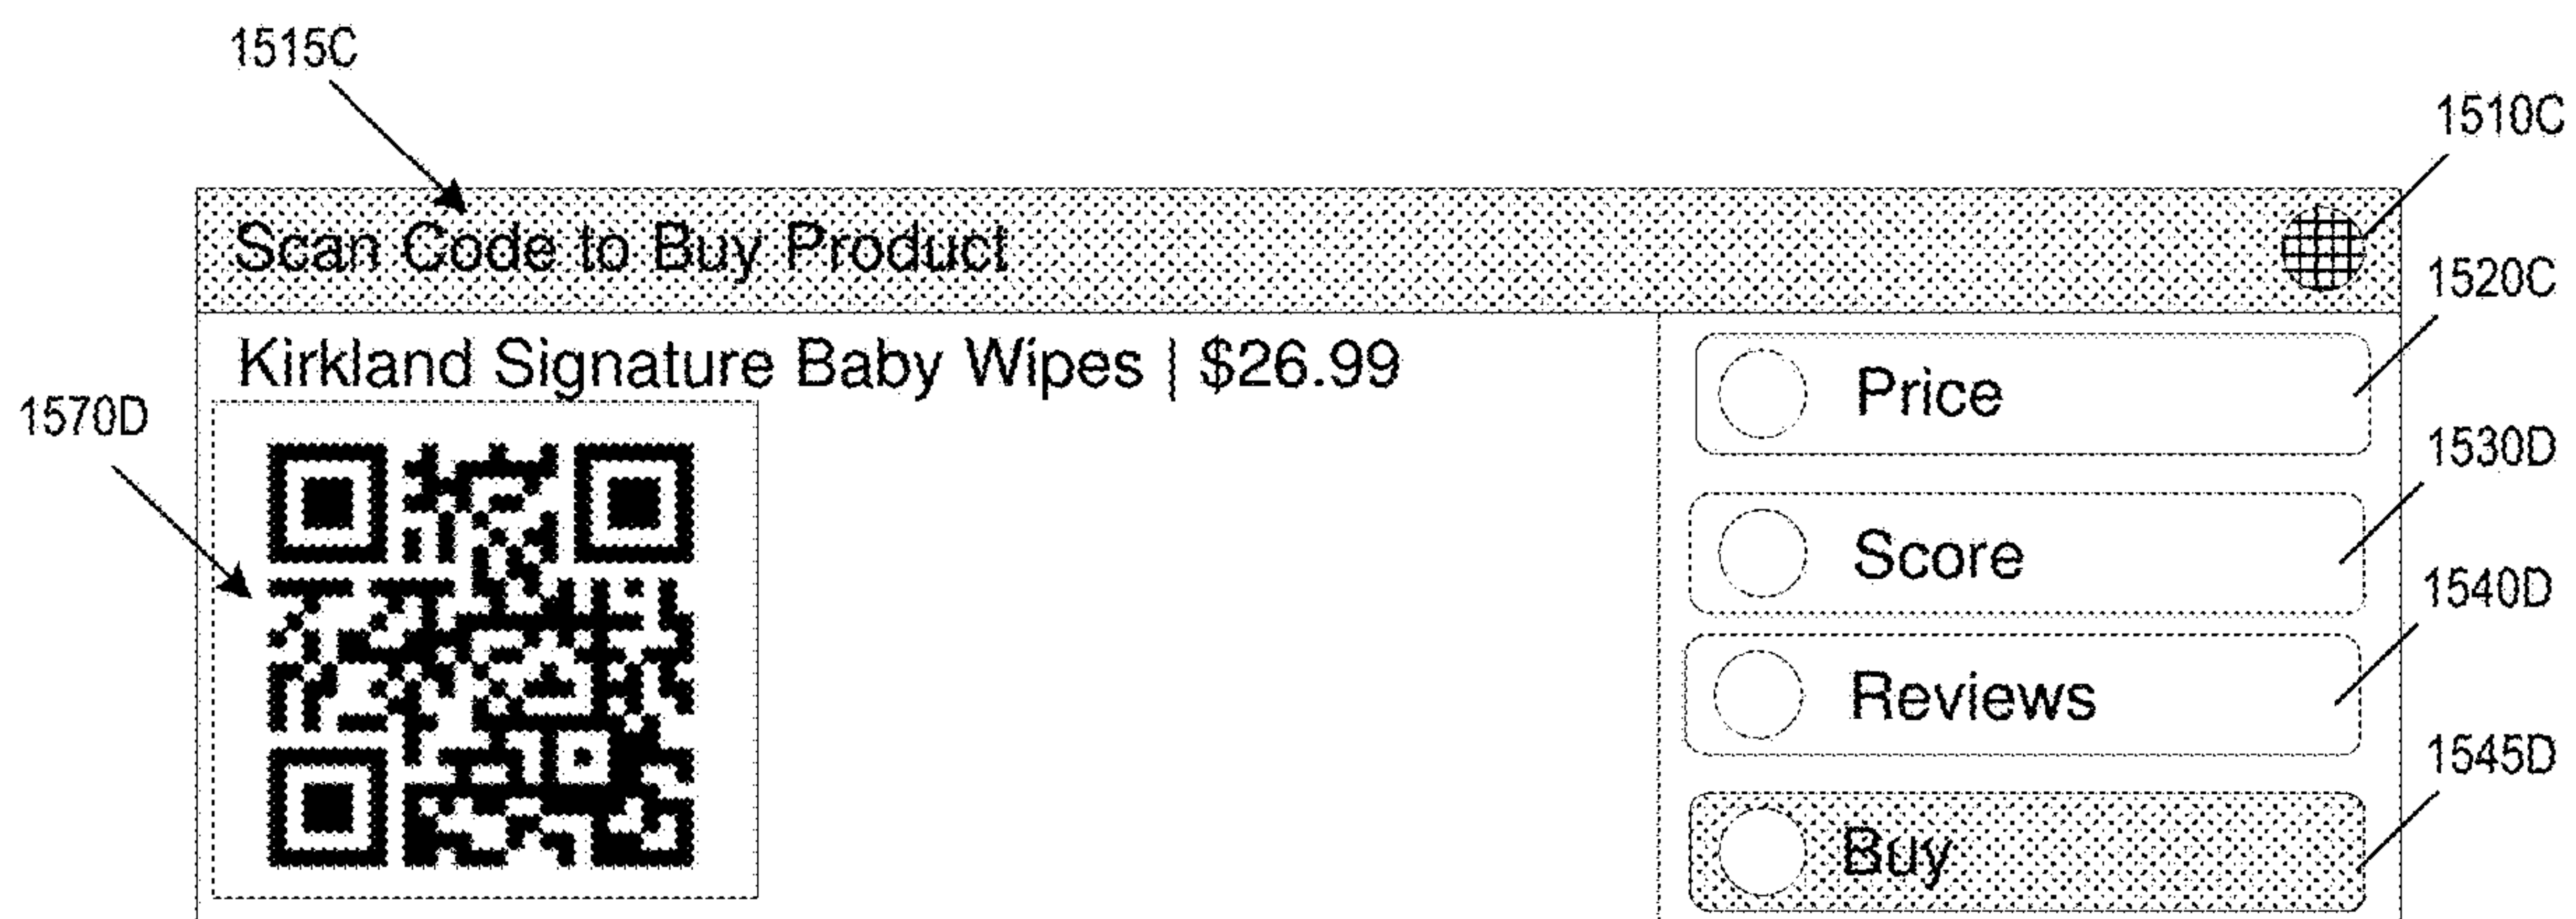 1515C
1510C
Scan Code to Buy Product
1520C
Kirkland Signature Baby Wipes | $26.99
Price
1570D
1530D
Score
1540D
Reviews
1545D
Buy